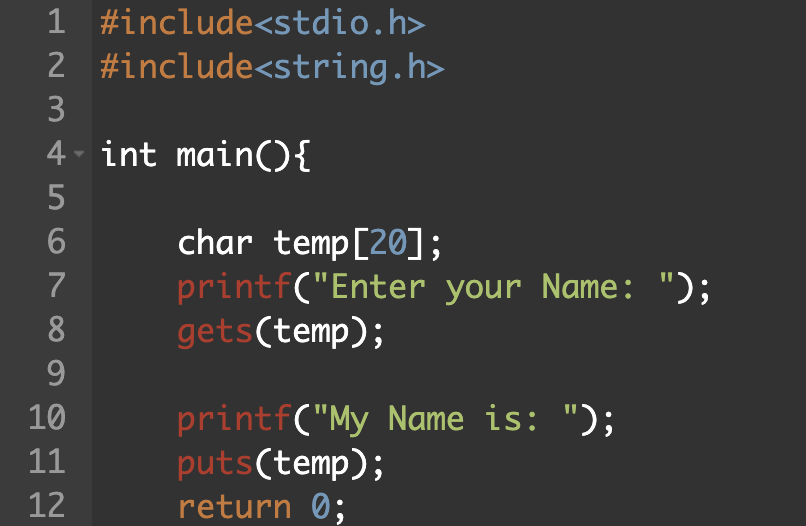 1 #include<stdio.h>
2 #include<string.h>
3
4 int main(){
5
6 char temp[20];
7 printf("Enter your Name: ");
8 gets(temp);
9
10 printf("My Name is: ");
11 puts(temp);
12 return 0;